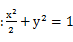 :x²/2 + y² = 1